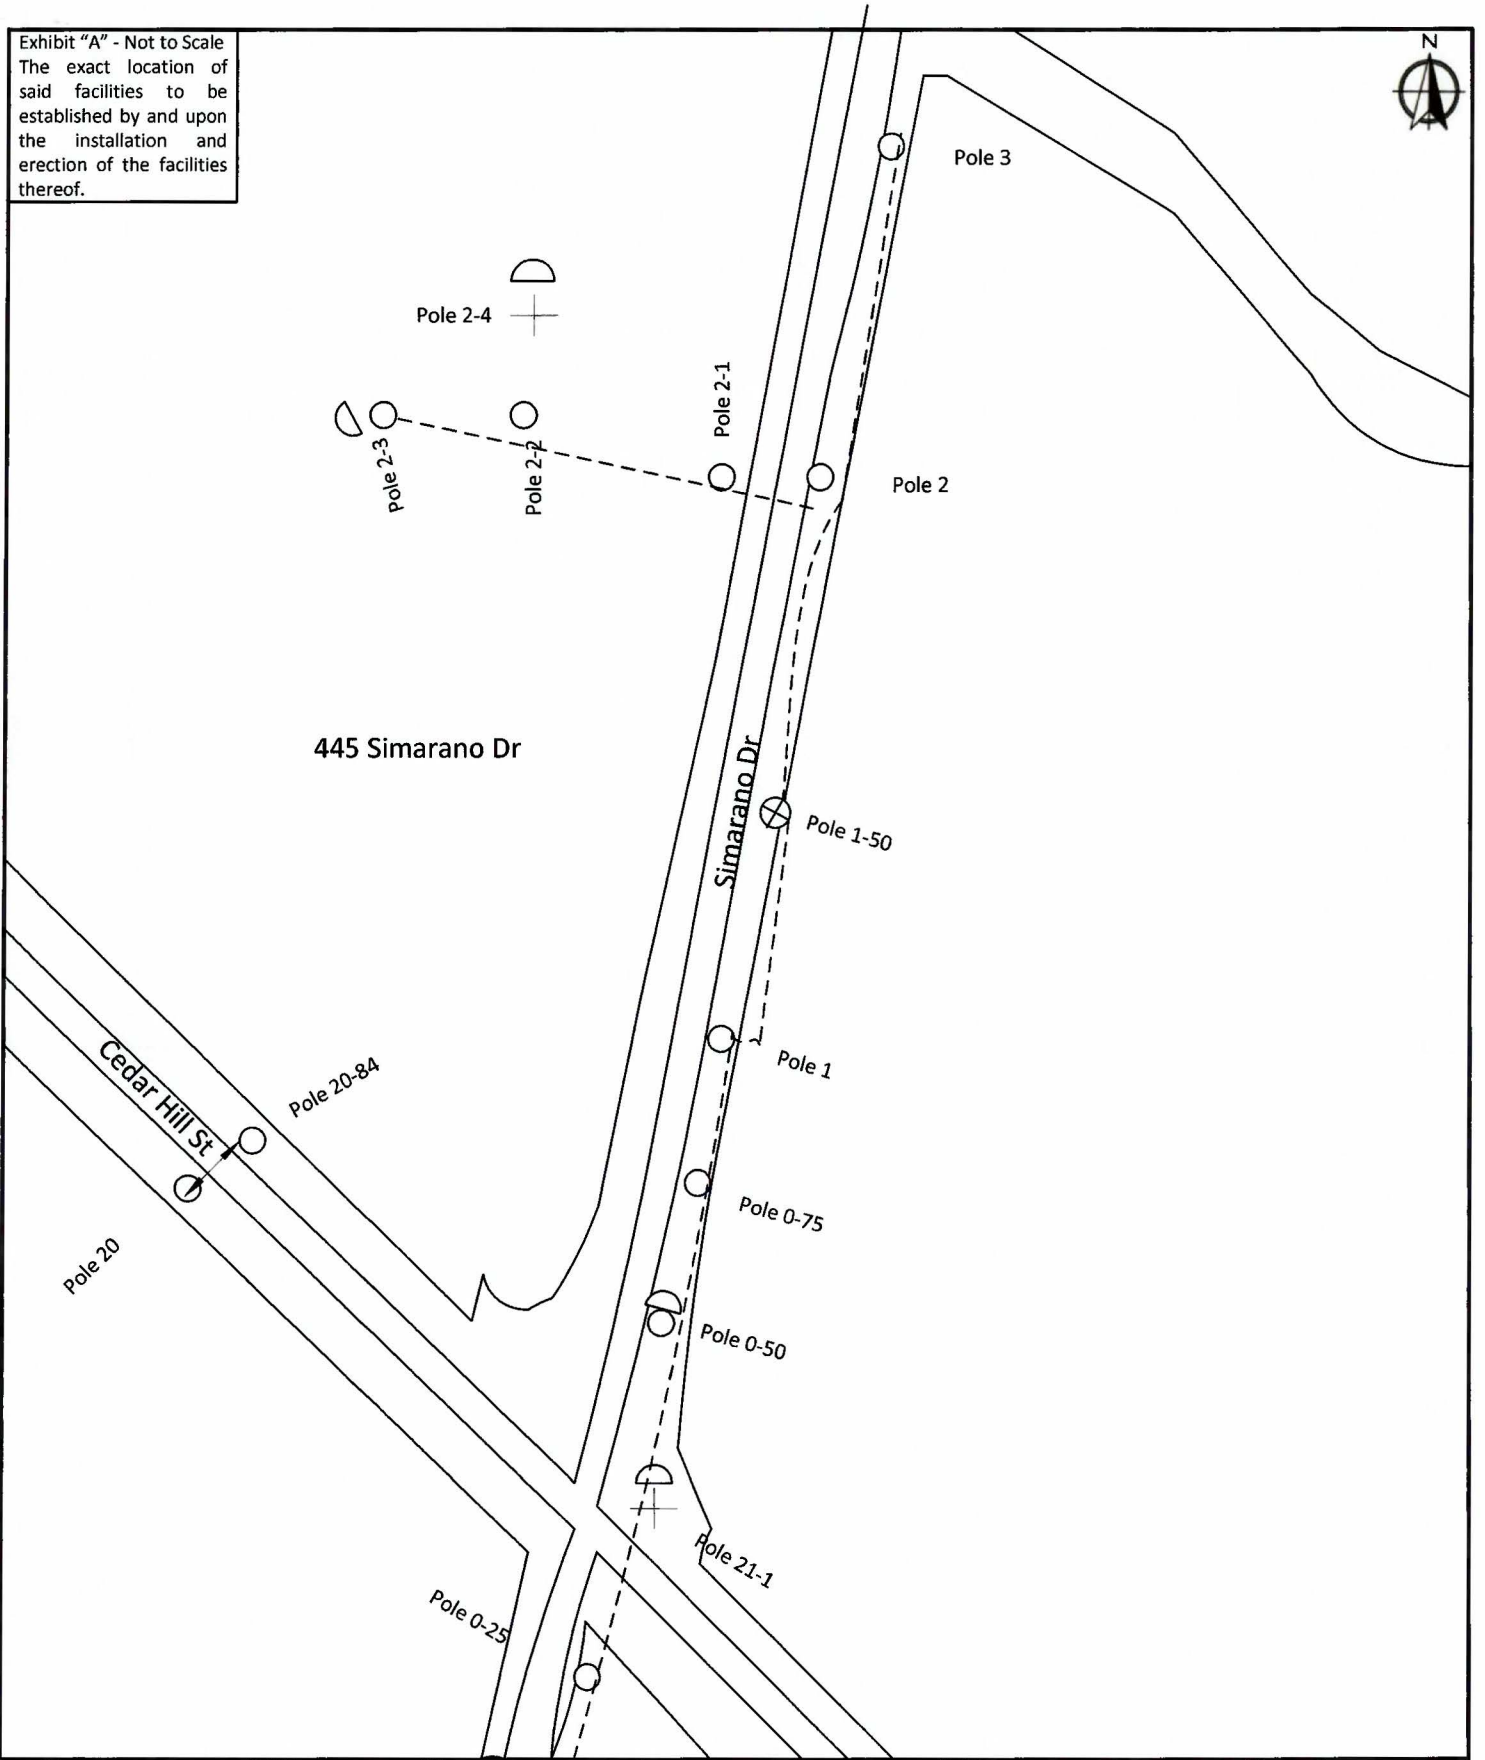 Exhibit “A” - Not to Scale
The exact location of
said facilities to be
established by and upon
the installation and
erection of the facilities
thereof.
N
Pole 3
Pole 2-4
Pole 2-1
Pole 2-3
Pole 2-2
Pole 2
445 Simarano Dr
Simarano Dr
Pole 1-50
Pole 1
Cedar Hill St
Pole 20-84
Pole 20
Pole 0-75
Pole 0-50
Pole 21-1
Pole 0-25